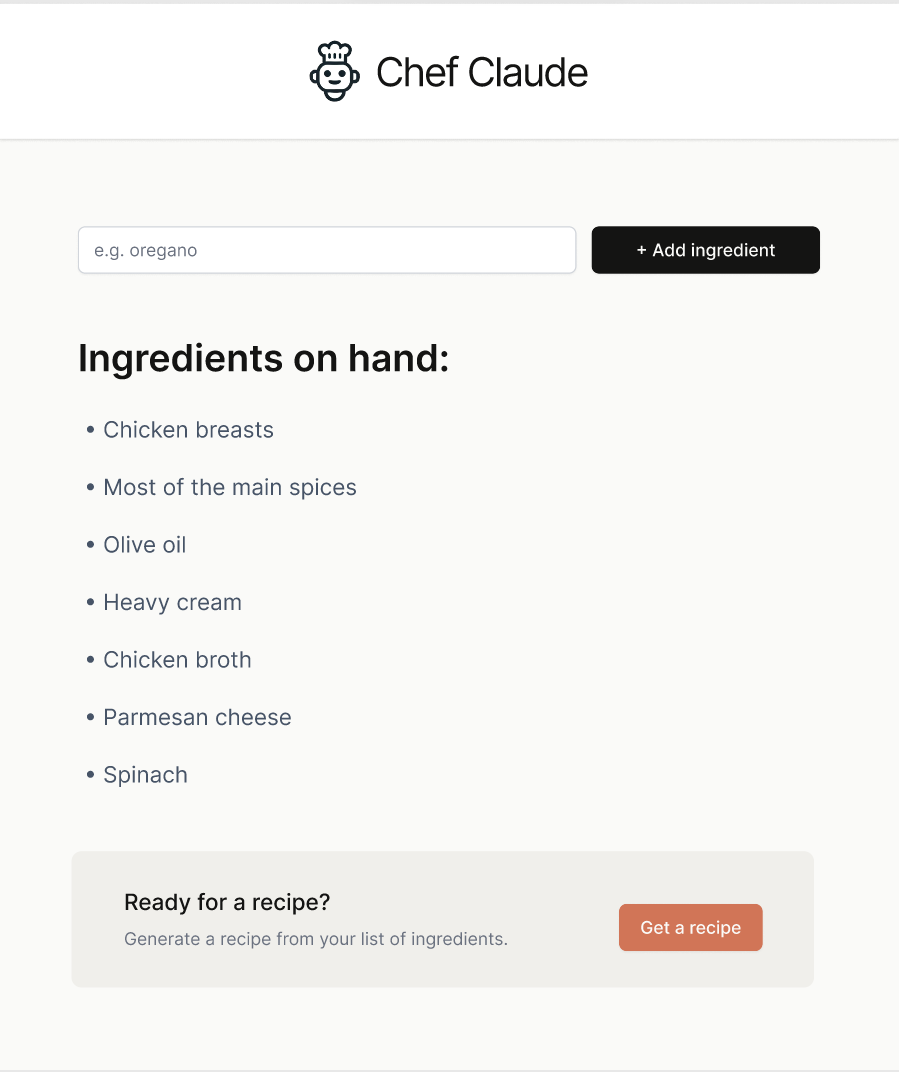 Chef Claude
e.g. oregano
+ Add ingredient
Ingredients on hand:
• Chicken breasts
• Most of the main spices
• Olive oil
• Heavy cream
• Chicken broth
• Parmesan cheese
• Spinach
Ready for a recipe?
Generate a recipe from your list of ingredients.
Get a recipe